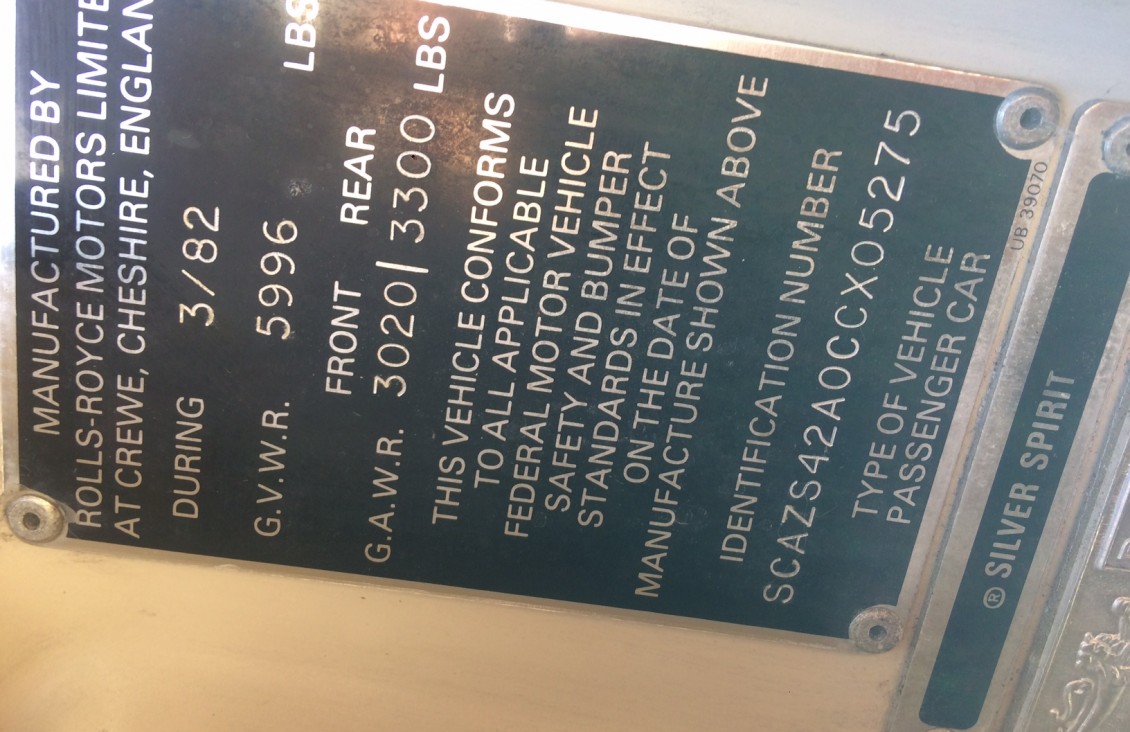 MANUFACTURED BY
ROLLS-ROYCE MOTORS LIMITE
AT CREWE, CHESHIRE, ENGLAN
DURING 3/82
G.V.W.R. 5996 LBS
FRONT REAR
G.A.W.R. 3020| 3300 LBS
THIS VEHICLE CONFORMS
TO ALL APPLICABLE
FEDERAL MOTOR VEHICLE
SAFETY AND BUMPER
STANDARDS IN EFFECT
ON THE DATE OF
MANUFACTURE SHOWN ABOVE
IDENTIFICATION NUMBER
SCAZS42A0CCX05275
TYPE OF VEHICLE
PASSENGER CAR
UB 39070
® SILVER SPIRIT